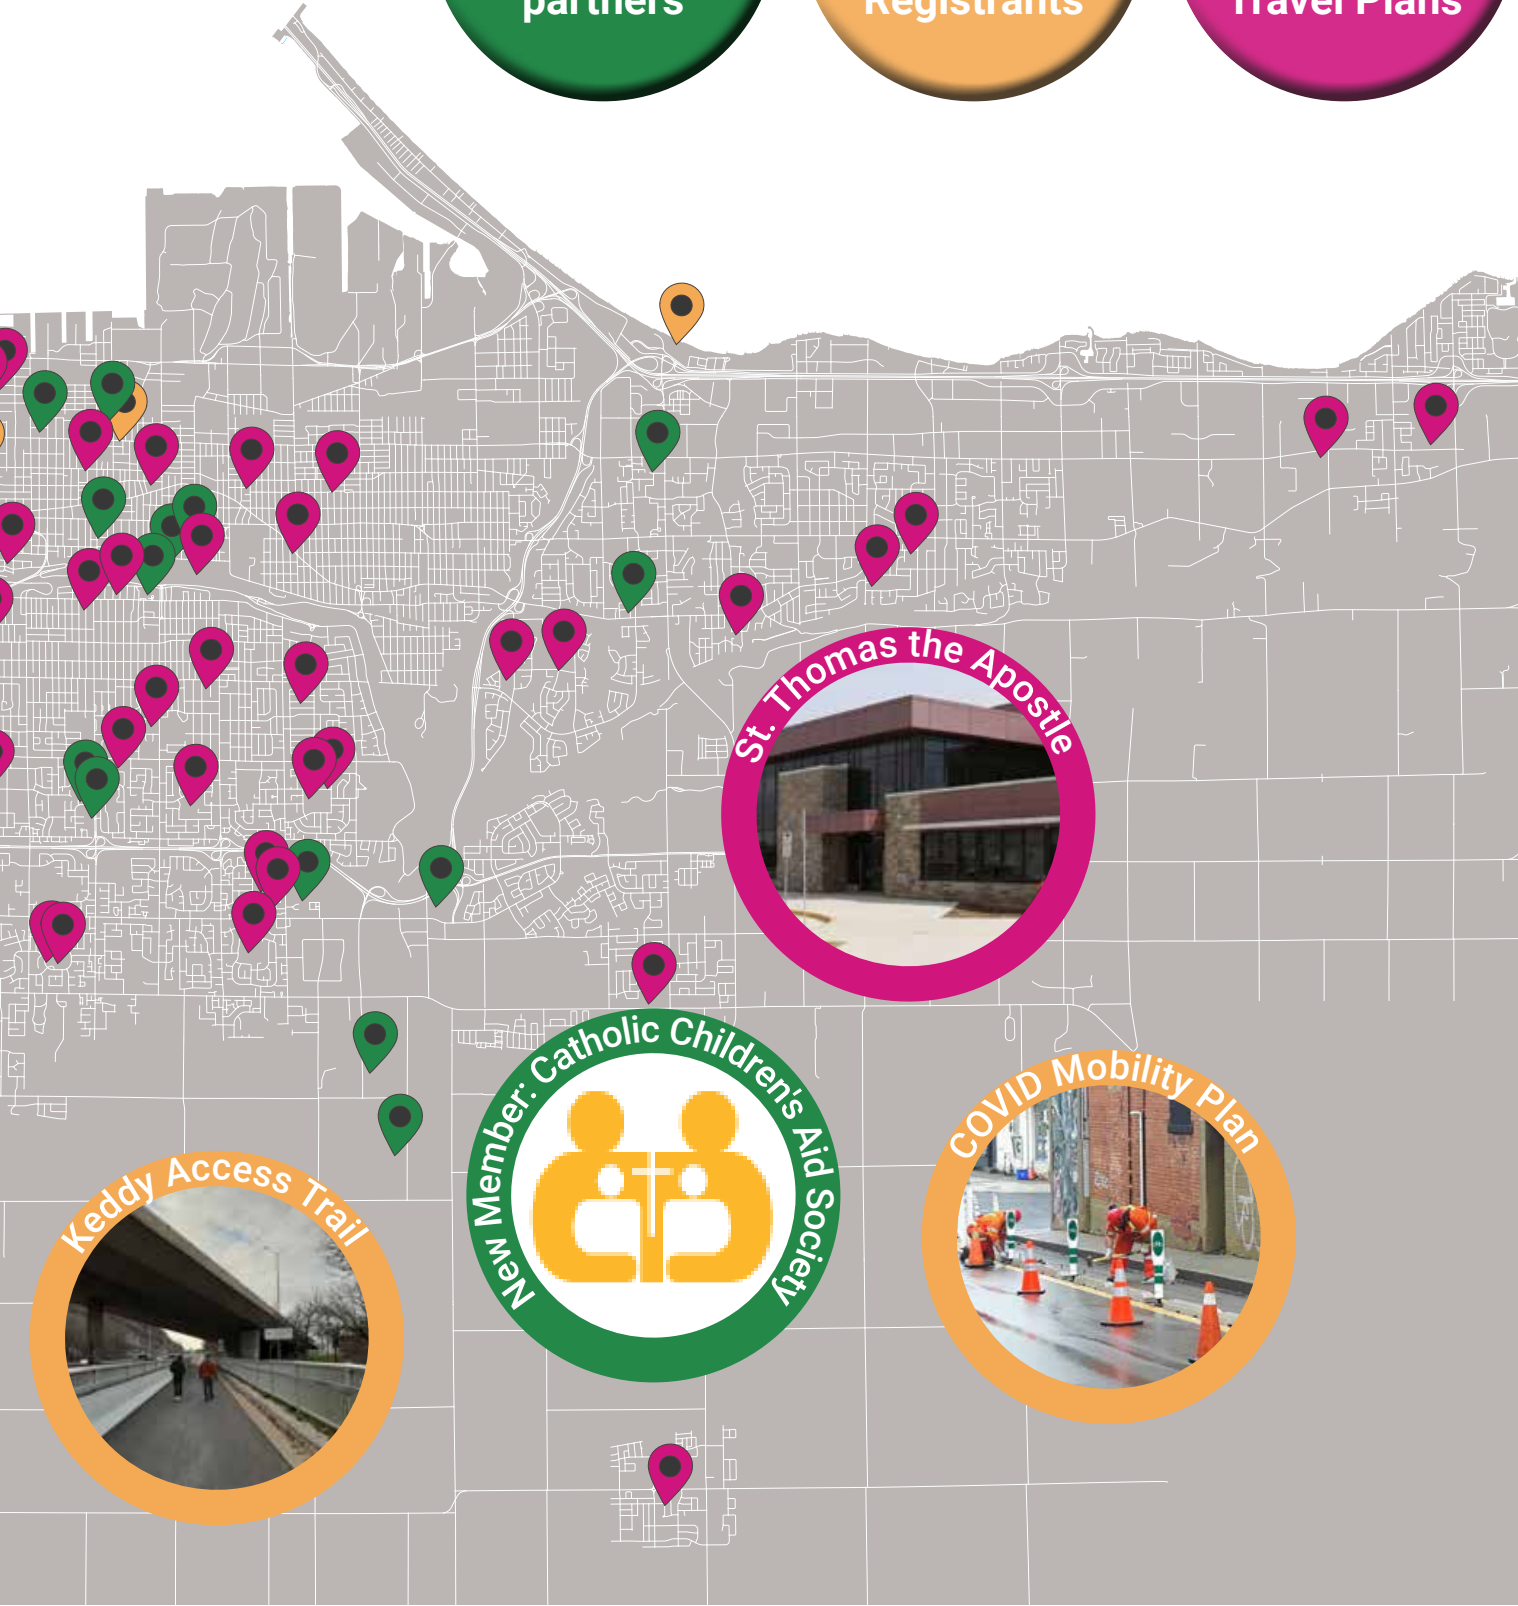 partners
Registrants
Travel Plans
St. Thomas the Apostle
New Member: Catholic Children's Aid Society
COVID Mobility Plan
Keddy Access Trail